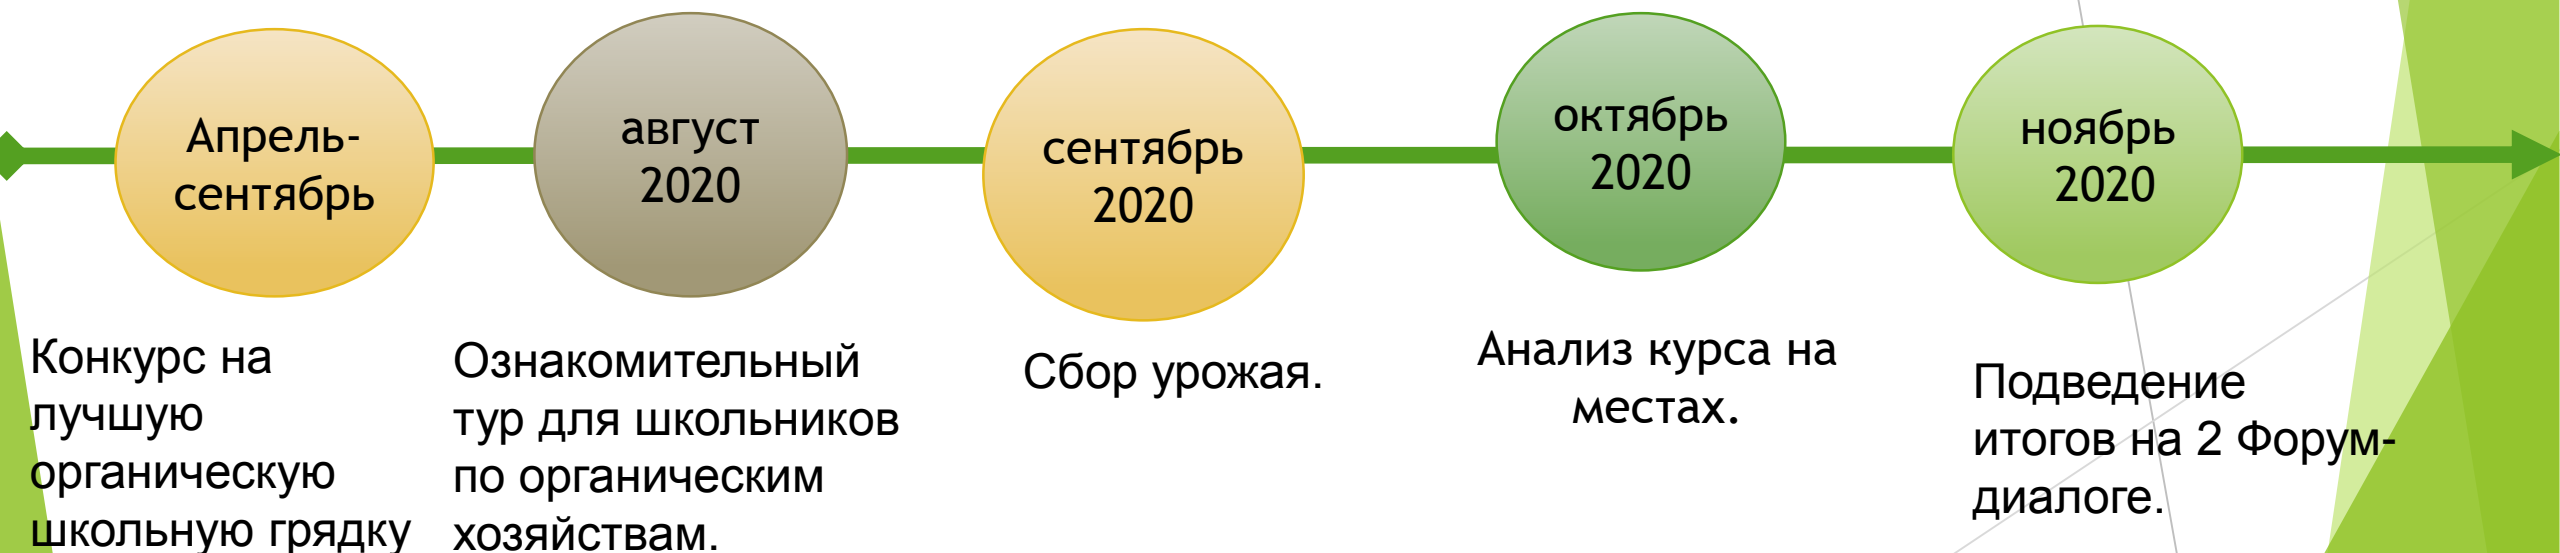 Апрель-
сентябрь
август
2020
сентябрь
2020
октябрь
2020
ноябрь
2020
Конкурс на
лучшую
органическую
школьную грядку
Ознакомительный
тур для школьников
по органическим
хозяйствам.
Сбор урожая.
Анализ курса на
местах.
Подведение
итогов на 2 Форум-
диалоге.